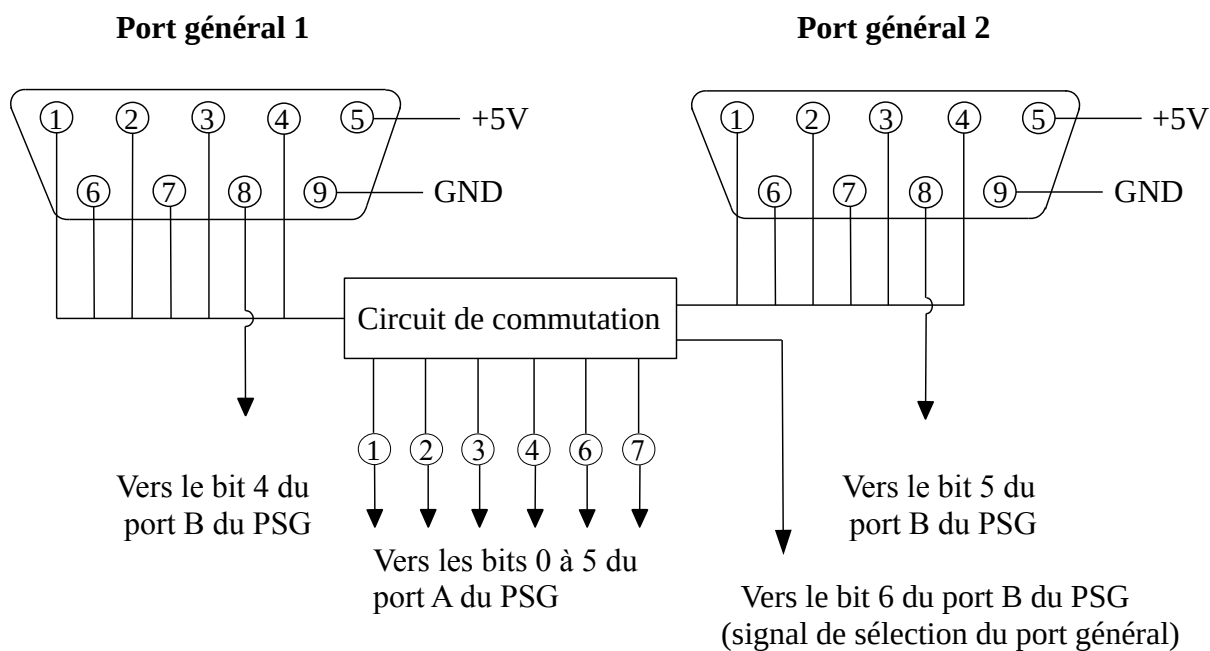 Port général 1
Port général 2
1 2 3 4 5 +5V
6 7 8 9 GND
1 2 3 4 5 +5V
6 7 8 9 GND
Circuit de commutation
1 2 3 4 6 7
Vers le bit 4 du
port B du PSG
Vers les bits 0 à 5 du
port A du PSG
Vers le bit 5 du
port B du PSG
Vers le bit 6 du port B du PSG
(signal de sélection du port général)